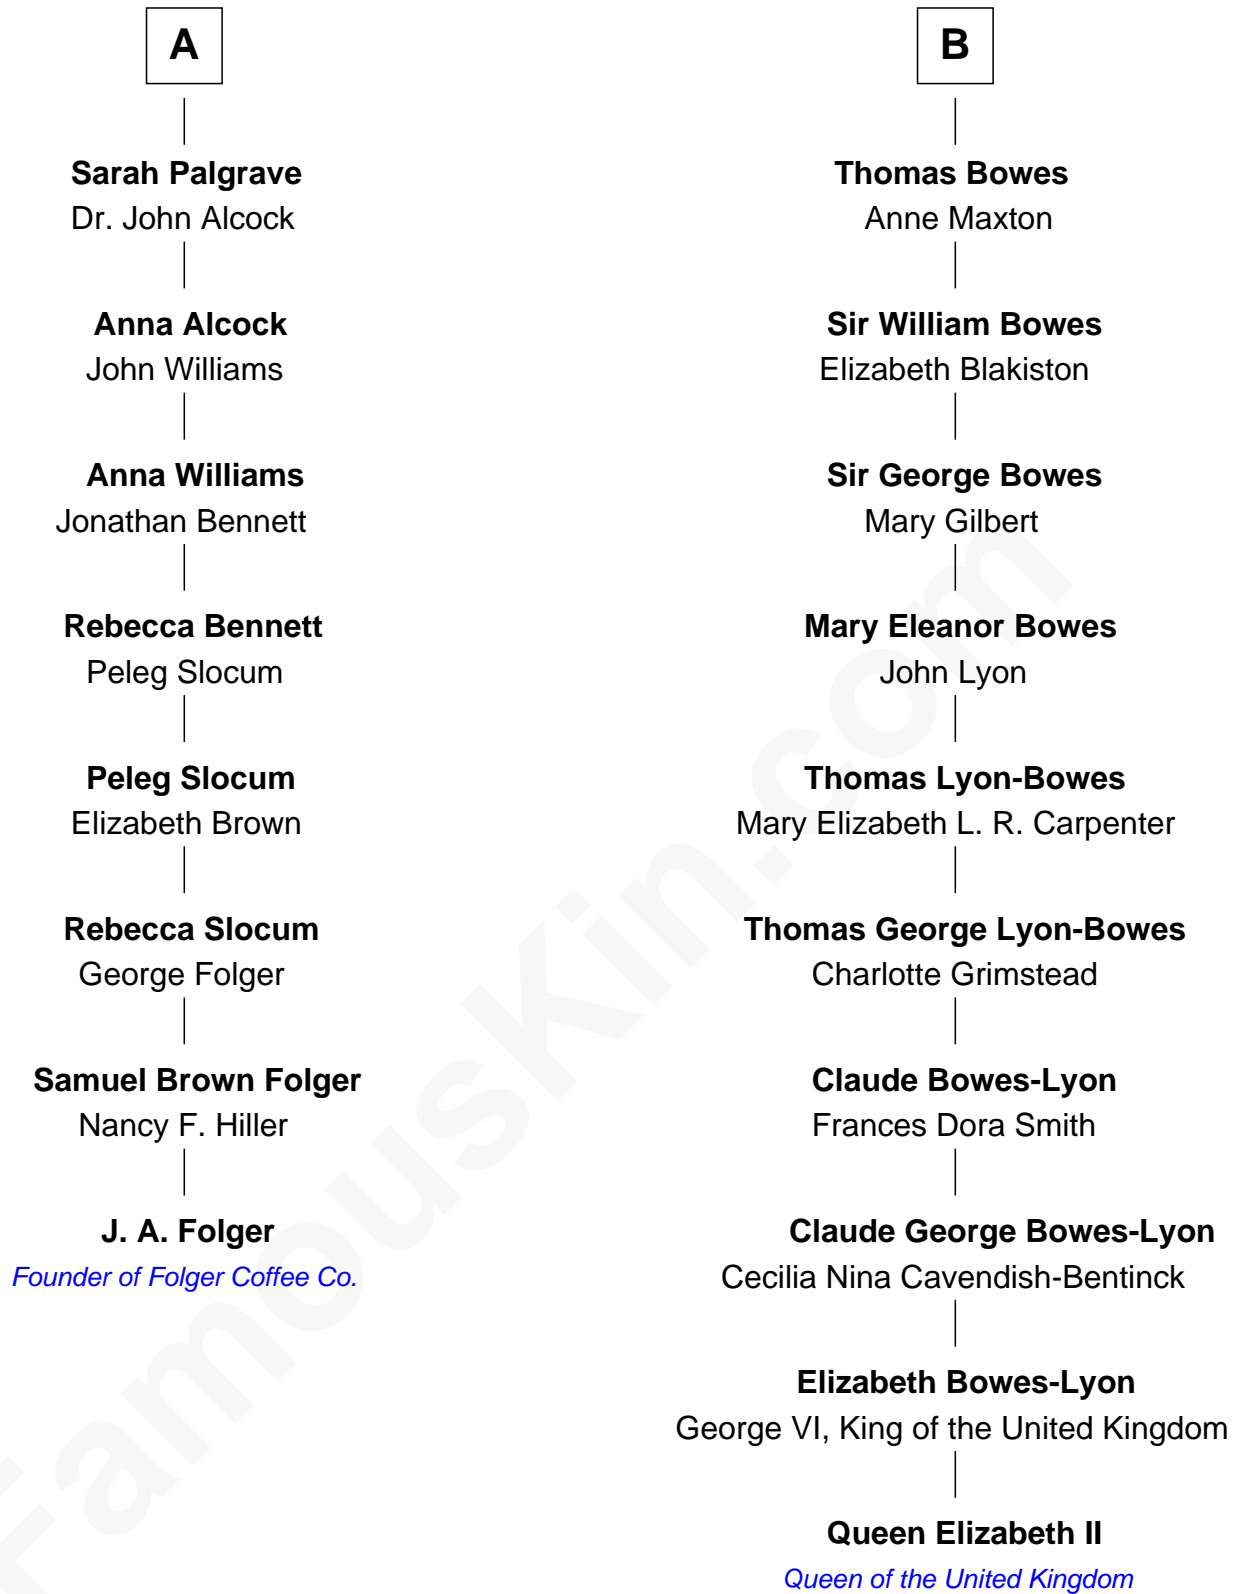 A
Sarah Palgrave
Dr. John Alcock
Anna Alcock
John Williams
Anna Williams
Jonathan Bennett
Rebecca Bennett
Peleg Slocum
Peleg Slocum
Elizabeth Brown
Rebecca Slocum
George Folger
Samuel Brown Folger
Nancy F. Hiller
J. A. Folger
Founder of Folger Coffee Co.
B
Thomas Bowes
Anne Maxton
Sir William Bowes
Elizabeth Blakiston
Sir George Bowes
Mary Gilbert
Mary Eleanor Bowes
John Lyon
Thomas Lyon-Bowes
Mary Elizabeth L. R. Carpenter
Thomas George Lyon-Bowes
Charlotte Grimstead
Claude Bowes-Lyon
Frances Dora Smith
Claude George Bowes-Lyon
Cecilia Nina Cavendish-Bentinck
Elizabeth Bowes-Lyon
George VI, King of the United Kingdom
Queen Elizabeth II
Queen of the United Kingdom
FamousKin.com